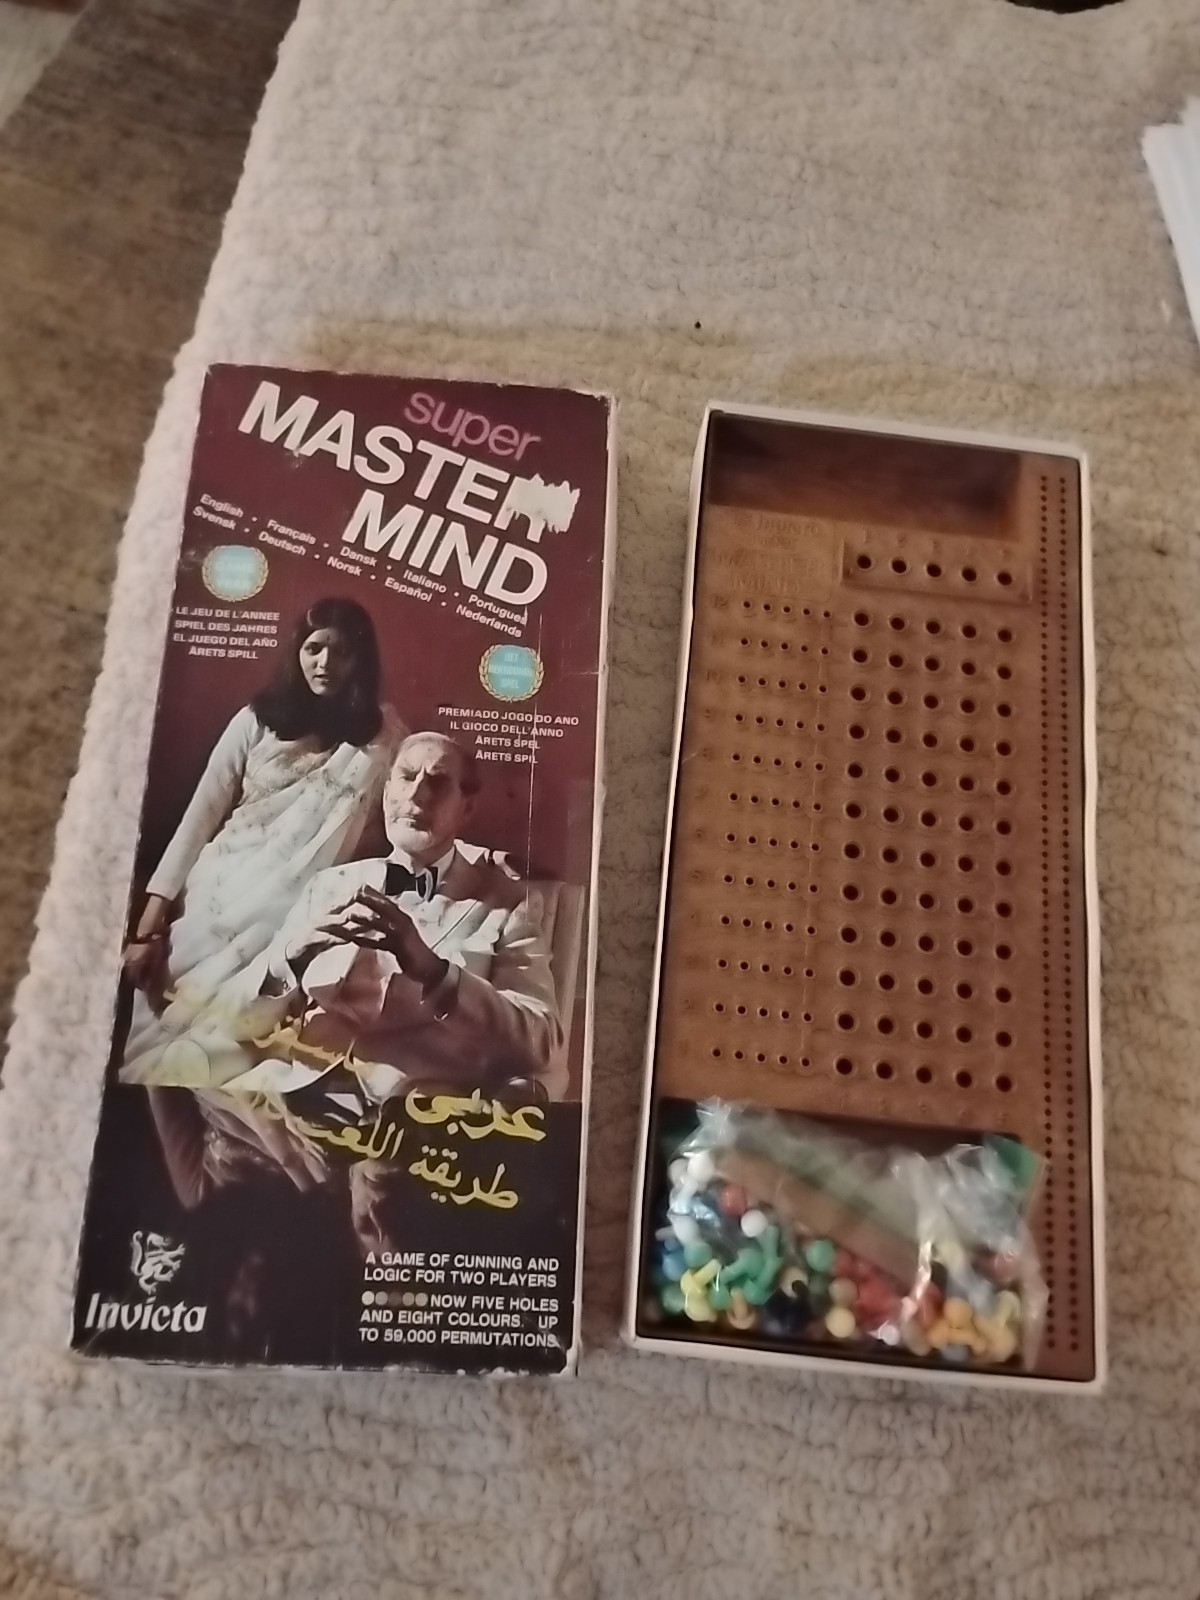 super
MASTER
MIND
English • Français • Dansk • Italiano • Portugues
Svensk • Deutsch • Norsk • Español • Nederlands
LE JEU DE L'ANNEE
SPIEL DES JAHRES
EL JUEGO DEL AÑO
ÅRETS SPILL
PREMIADO JOGO DO ANO
IL GIOCO DELL'ANNO
ÅRETS SPEL
ÅRETS SPIL
عربى
طريقة اللعب
Invicta
A GAME OF CUNNING AND
LOGIC FOR TWO PLAYERS
NOW FIVE HOLES
AND EIGHT COLOURS. UP
TO 59,000 PERMUTATIONS